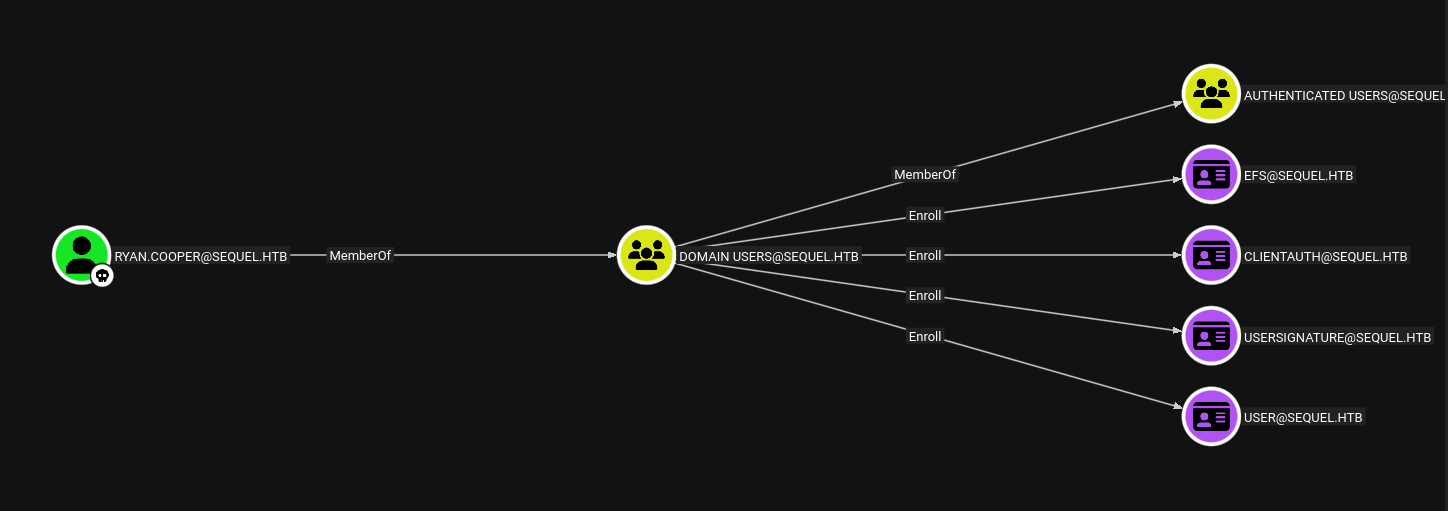 AUTHENTICATED USERS@SEQUEL
MemberOf
EFS@SEQUEL.HTB
Enroll
RYAN.COOPER@SEQUEL.HTB
MemberOf
DOMAIN USERS@SEQUEL.HTB
Enroll
CLIENTAUTH@SEQUEL.HTB
Enroll
USERSIGNATURE@SEQUEL.HTB
Enroll
USER@SEQUEL.HTB